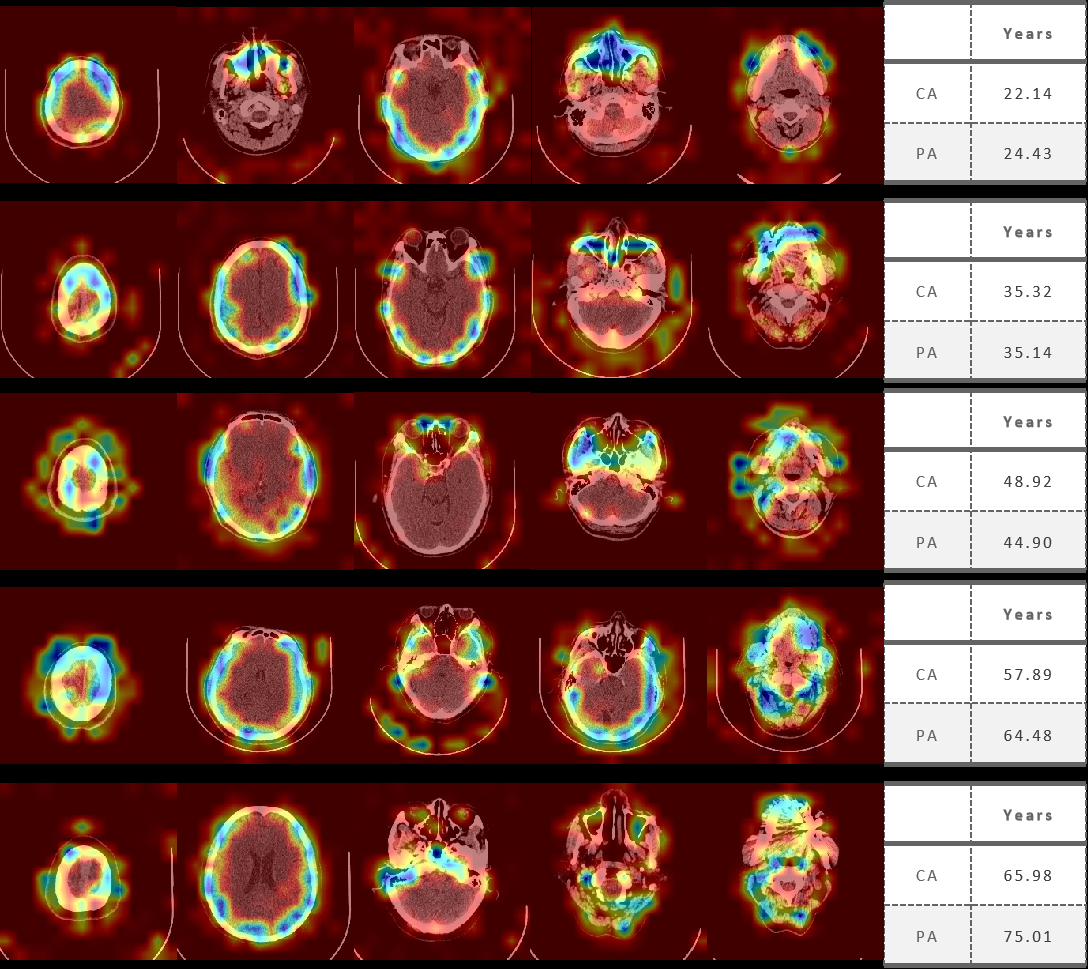 Years
CA 22.14
PA 24.43
Years
CA 35.32
PA 35.14
Years
CA 48.92
PA 44.90
Years
CA 57.89
PA 64.48
Years
CA 65.98
PA 75.01